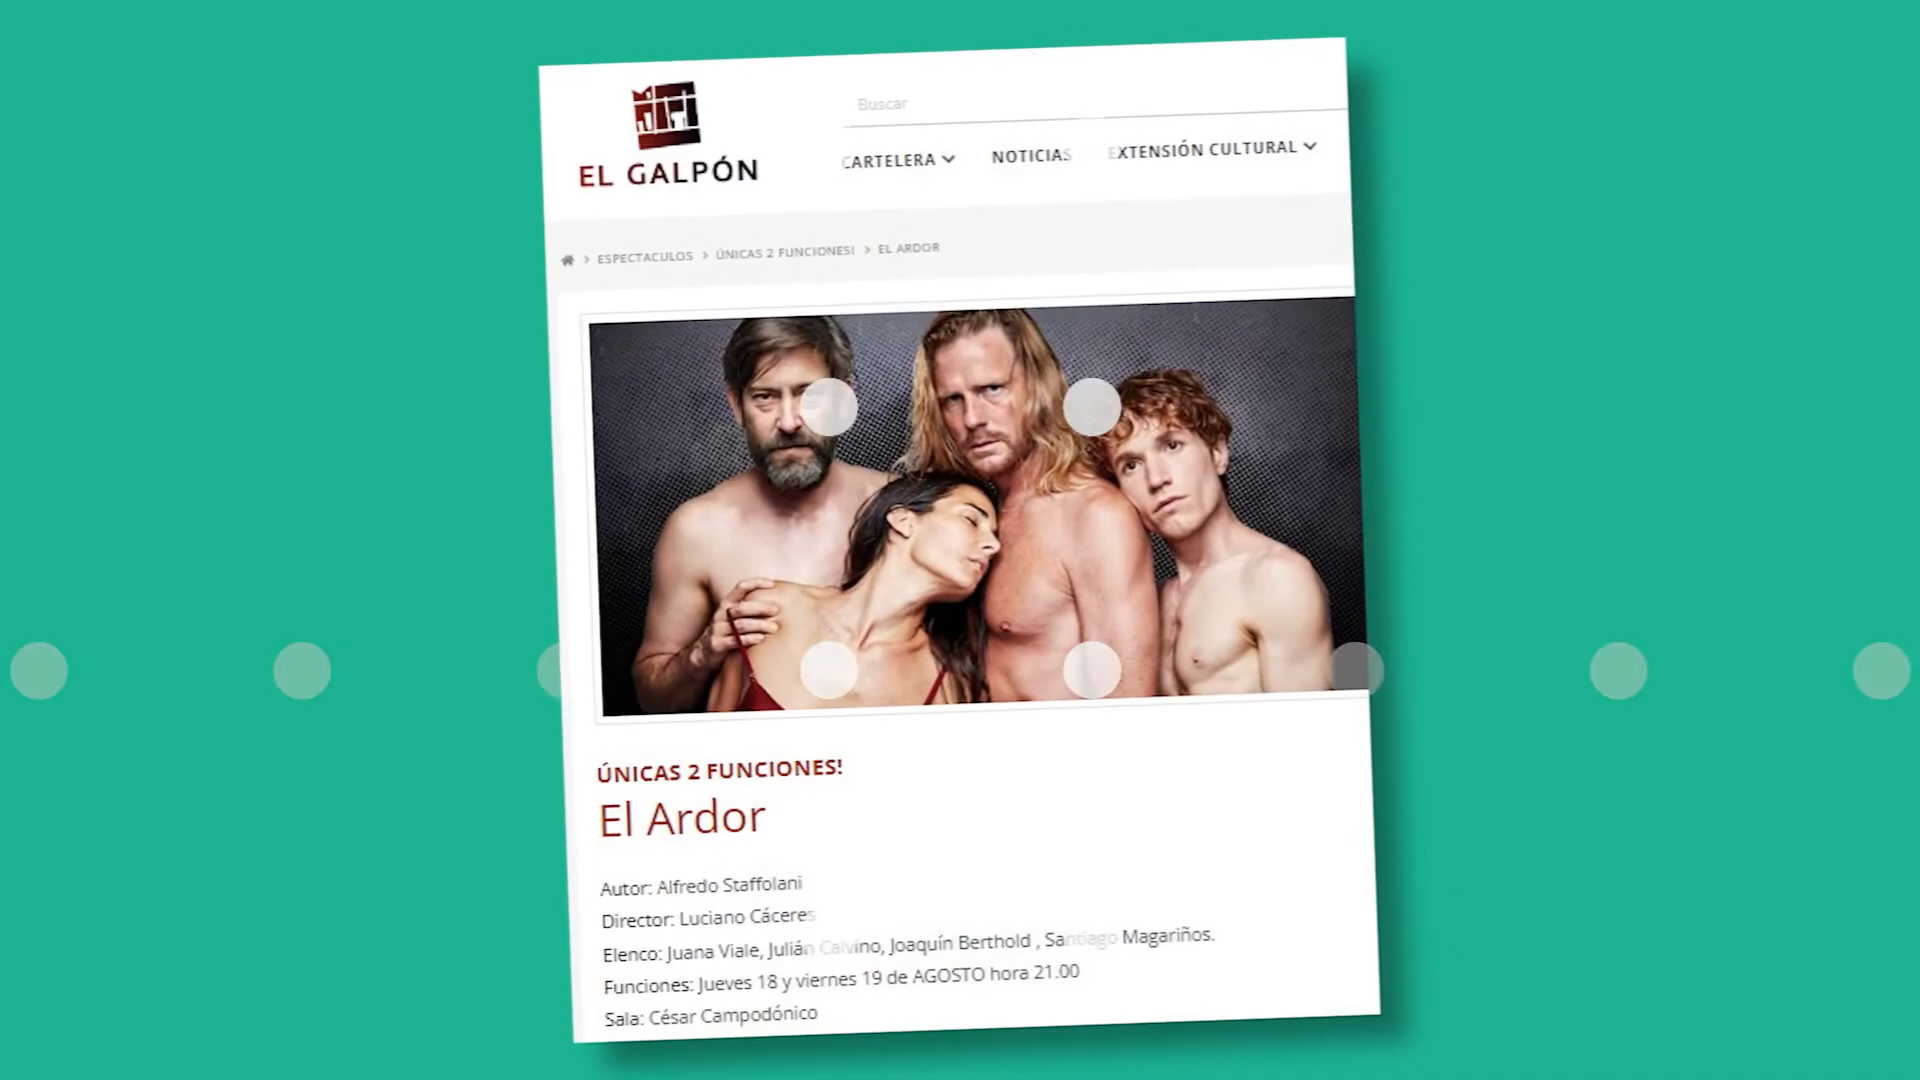 EL GALPÓN
Buscar
CARTELERA
NOTICIAS
EXTENSIÓN CULTURAL
ESPECTACULOS > ÚNICAS 2 FUNCIONES! > EL ARDOR
ÚNICAS 2 FUNCIONES!
El Ardor
Autor: Alfredo Staffolani
Director: Luciano Cáceres
Elenco: Juana Viale, Julián Calvino, Joaquín Berthold , Santiago Magariños.
Funciones: Jueves 18 y viernes 19 de AGOSTO hora 21.00
Sala: César Campodónico